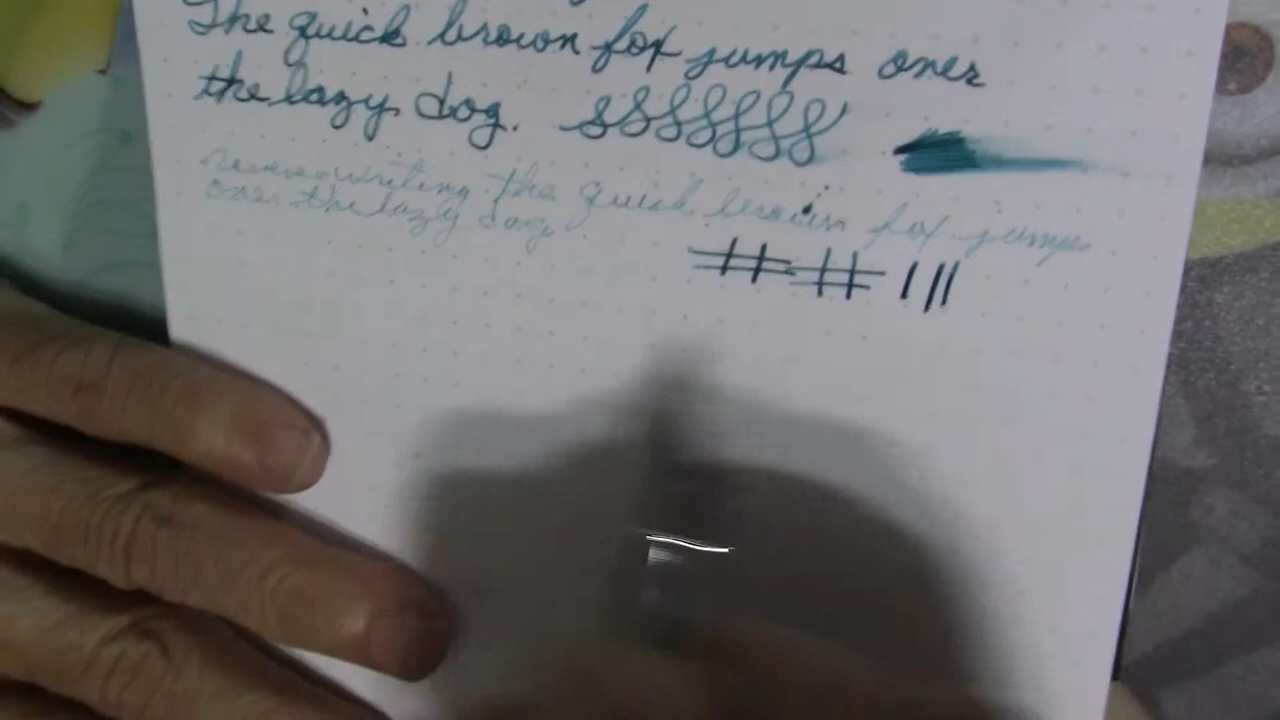 The quick brown fox jumps over
the lazy dog. sssssss
reverse writing the quick brown fox jumps
over the lazy dog